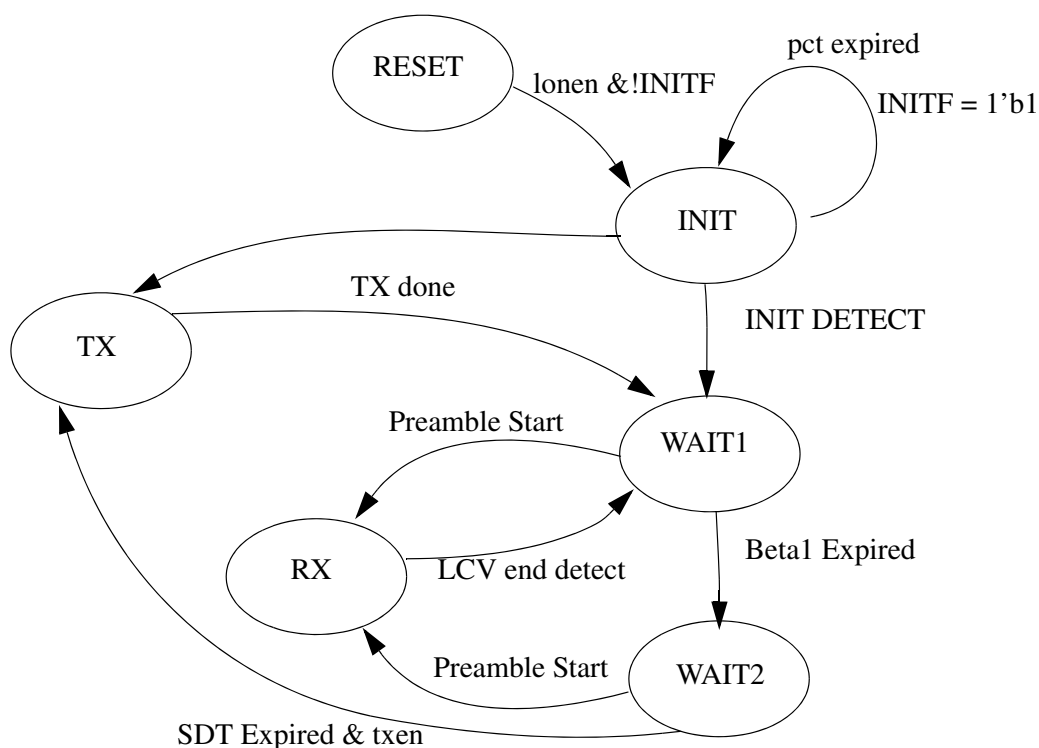 pct expired
RESET
lonen &!INITF
INITF = 1’b1
INIT
TX done
INIT DETECT
TX
Preamble Start
WAIT1
Beta1 Expired
RX
LCV end detect
Preamble Start
WAIT2
SDT Expired & txen